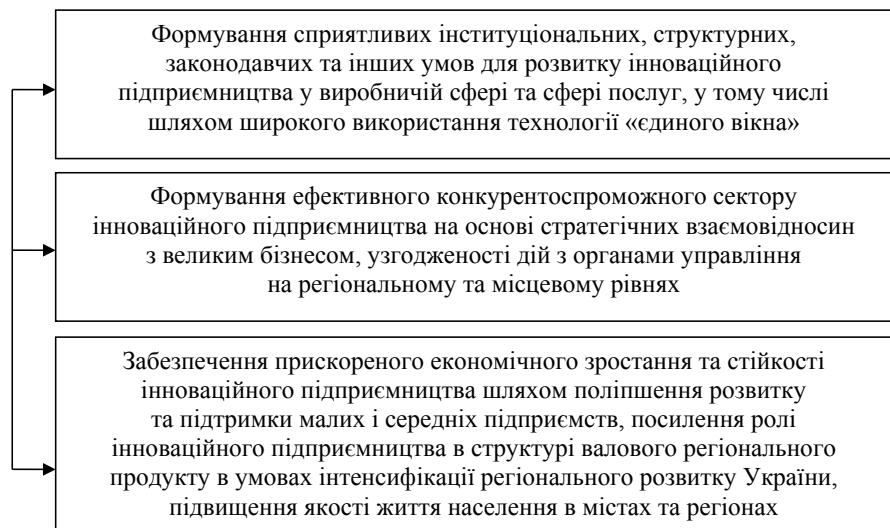 Формування сприятливих інституціональних, структурних,
законодавчих та інших умов для розвитку інноваційного
підприємництва у виробничій сфері та сфері послуг, у тому числі
шляхом широкого використання технології «єдиного вікна»
Формування ефективного конкурентоспроможного сектору
інноваційного підприємництва на основі стратегічних взаємовідносин
з великим бізнесом, узгодженості дій з органами управління
на регіональному та місцевому рівнях
Забезпечення прискореного економічного зростання та стійкості
інноваційного підприємництва шляхом поліпшення розвитку
та підтримки малих і середніх підприємств, посилення ролі
інноваційного підприємництва в структурі валового регіонального
продукту в умовах інтенсифікації регіонального розвитку України,
підвищення якості життя населення в містах та регіонах